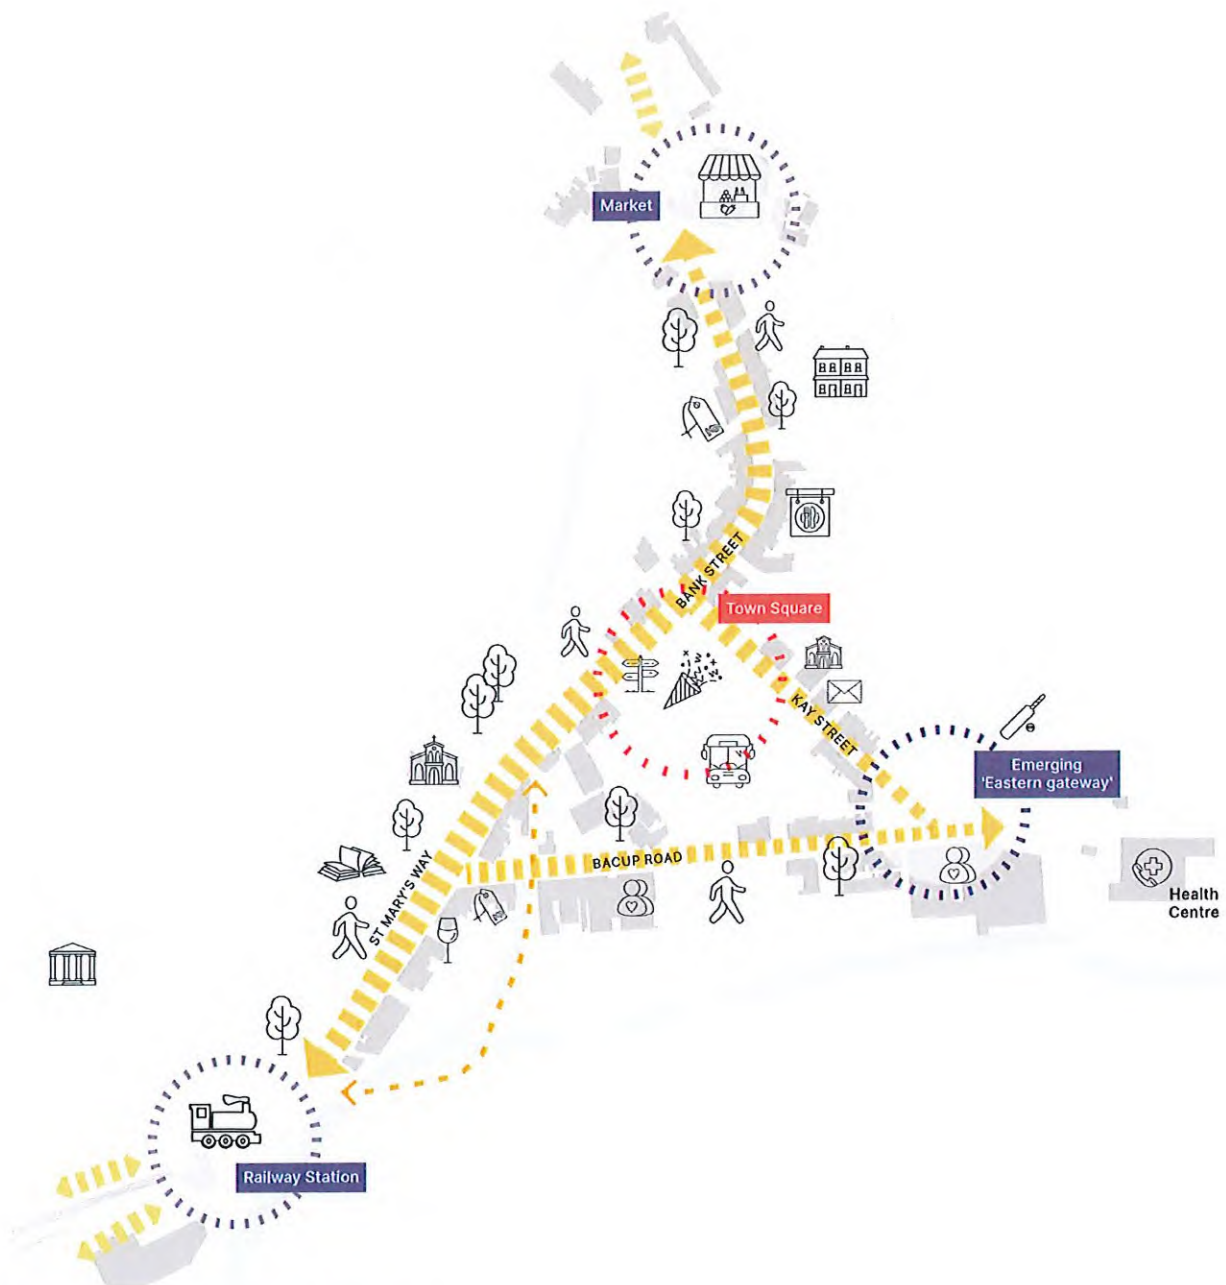 Market
BANK STREET
Town Square
KAY STREET
Emerging
'Eastern gateway'
BACUP ROAD
ST MARY'S WAY
Health
Centre
Railway Station